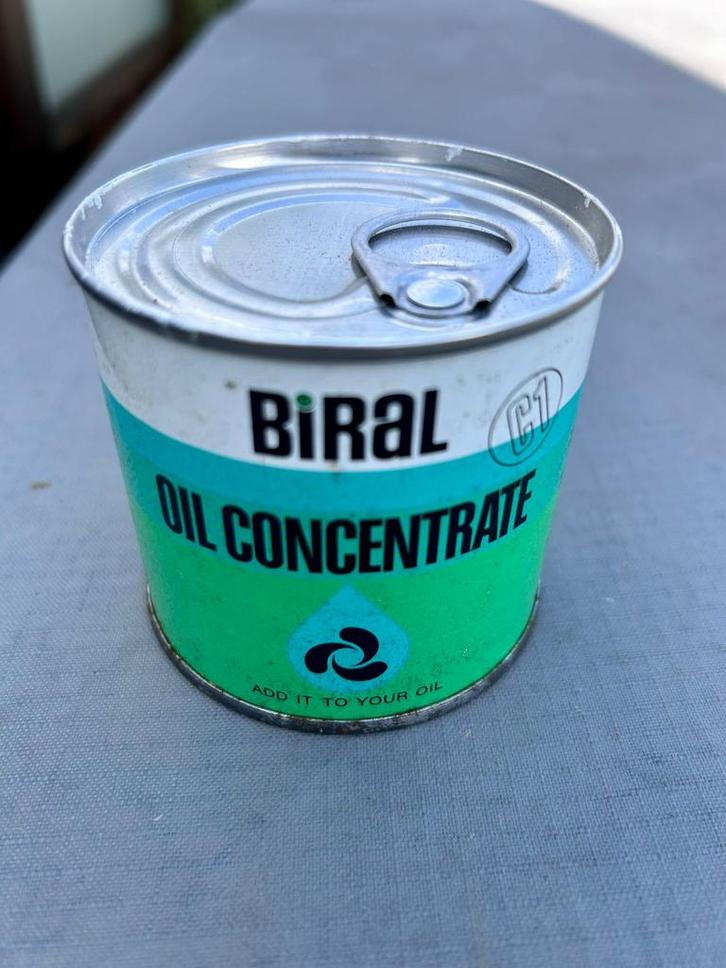 BiRaL
C1
OIL CONCENTRATE
ADD IT TO YOUR OIL